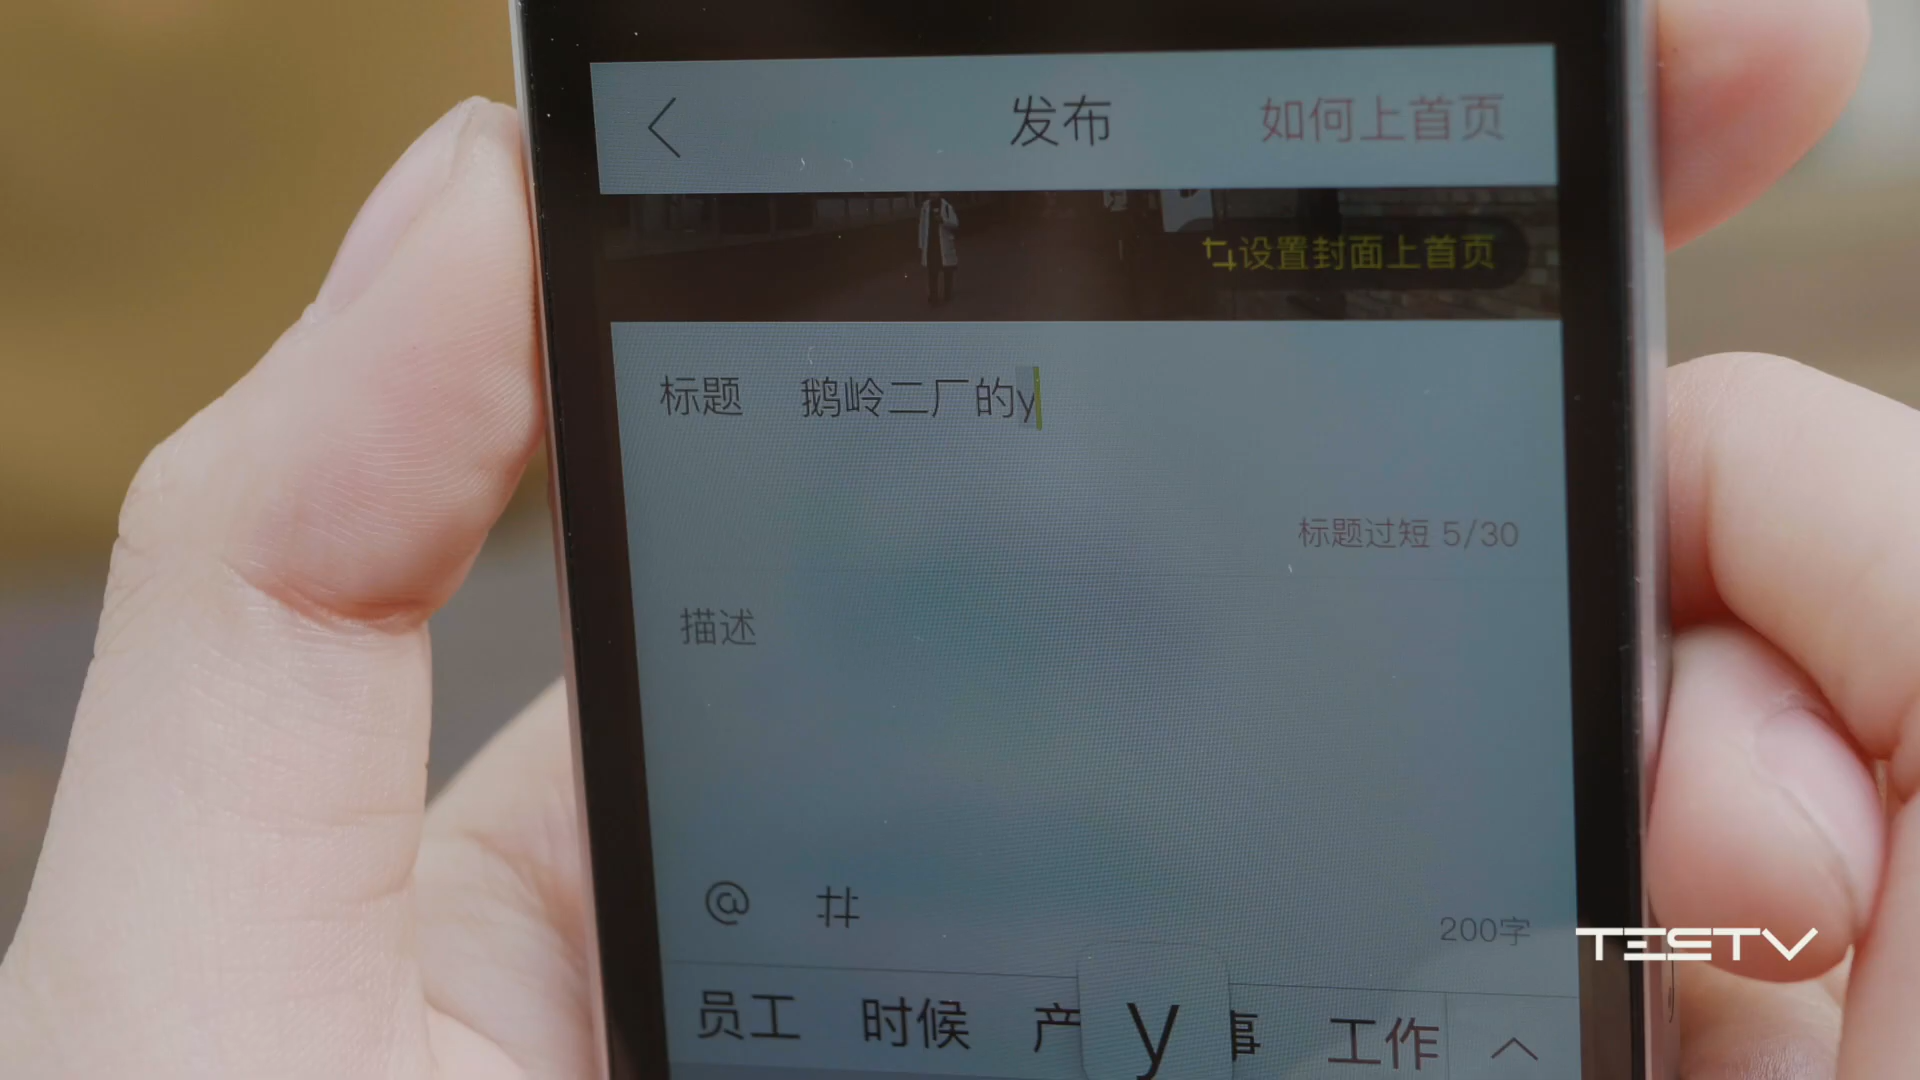 发布 如何上首页
设置封面上首页
标题 鹅岭二厂的y
标题过短 5/30
描述
@ #
200字
TESTV
员工 时候 产 y 事 工作